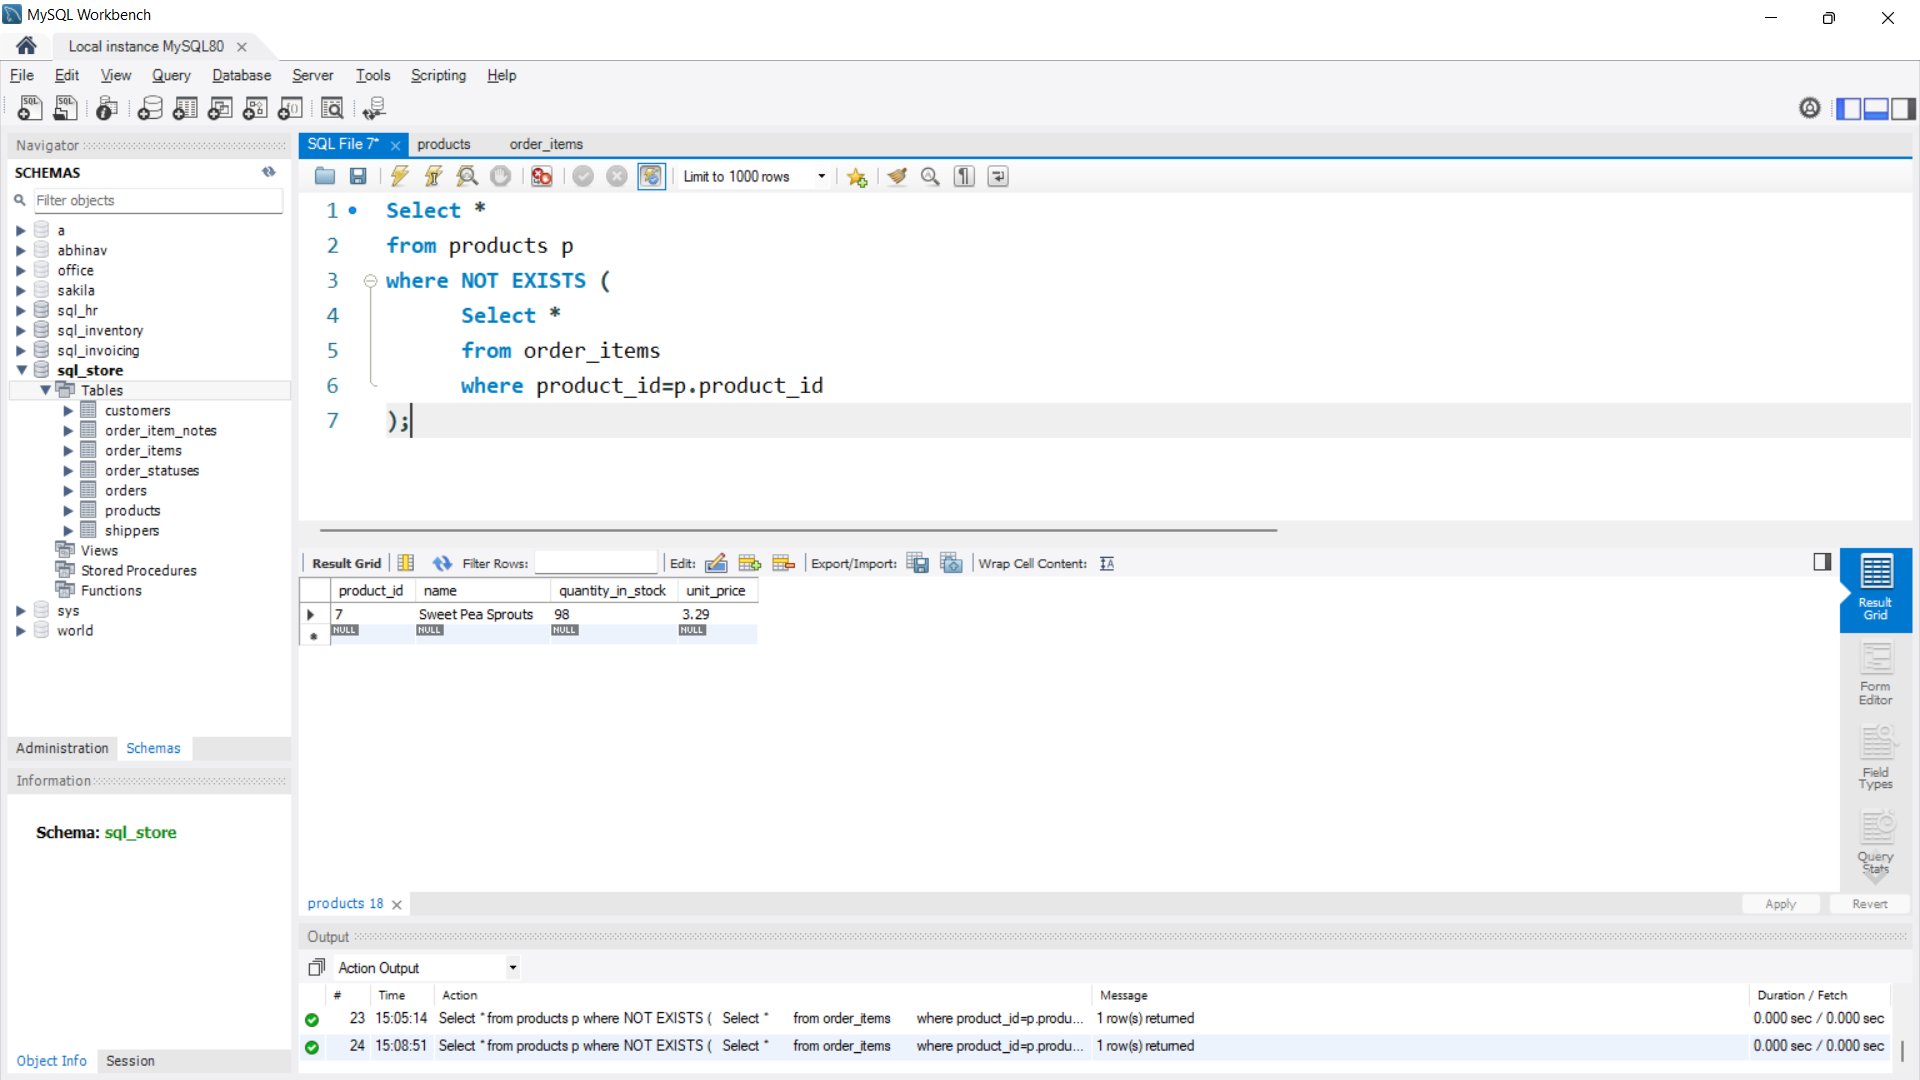 MySQL Workbench
Local instance MySQL80
File Edit View Query Database Server Tools Scripting Help
Navigator
SCHEMAS
Filter objects
a
abhinav
office
sakila
sql_hr
sql_inventory
sql_invoicing
sql_store
Tables
customers
order_item_notes
order_items
order_statuses
orders
products
shippers
Views
Stored Procedures
Functions
sys
world
Administration Schemas
Information
Schema: sql_store
Object Info Session
SQL File 7* products order_items
Limit to 1000 rows
1 Select *
2 from products p
3 where NOT EXISTS (
4 Select *
5 from order_items
6 where product_id=p.product_id
7 );
Result Grid Filter Rows: Edit: Export/Import: Wrap Cell Content:
product_id name quantity_in_stock unit_price
7 Sweet Pea Sprouts 98 3.29
NULL NULL NULL NULL
Result
Grid
Form
Editor
Field
Types
Query
Stats
products 18 Apply Revert
Output
Action Output
# Time Action Message Duration / Fetch
23 15:05:14 Select * from products p where NOT EXISTS ( Select * from order_items where product_id=p.produ... 1 row(s) returned 0.000 sec / 0.000 sec
24 15:08:51 Select * from products p where NOT EXISTS ( Select * from order_items where product_id=p.produ... 1 row(s) returned 0.000 sec / 0.000 sec